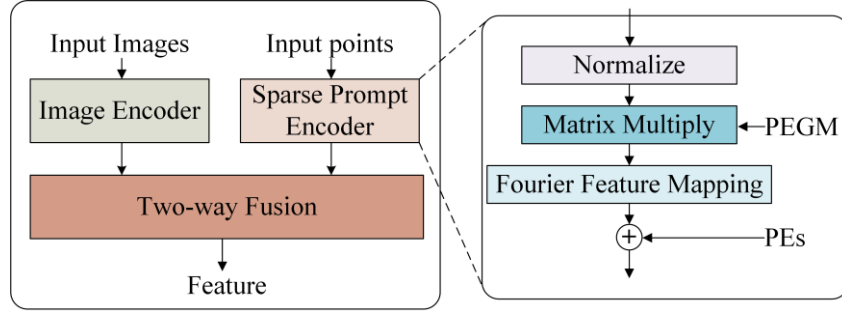 Input Images
Input points
Image Encoder
Sparse Prompt
Encoder
Two-way Fusion
Feature
Normalize
Matrix Multiply
PEGM
Fourier Feature Mapping
+
PEs